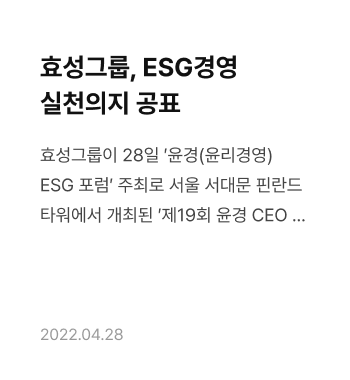 효성그룹, ESG경영
실천의지 공표
효성그룹이 28일 ’윤경(윤리경영)
ESG 포럼’ 주최로 서울 서대문 핀란드
타워에서 개최된 ’제19회 윤경 CEO ...
2022.04.28